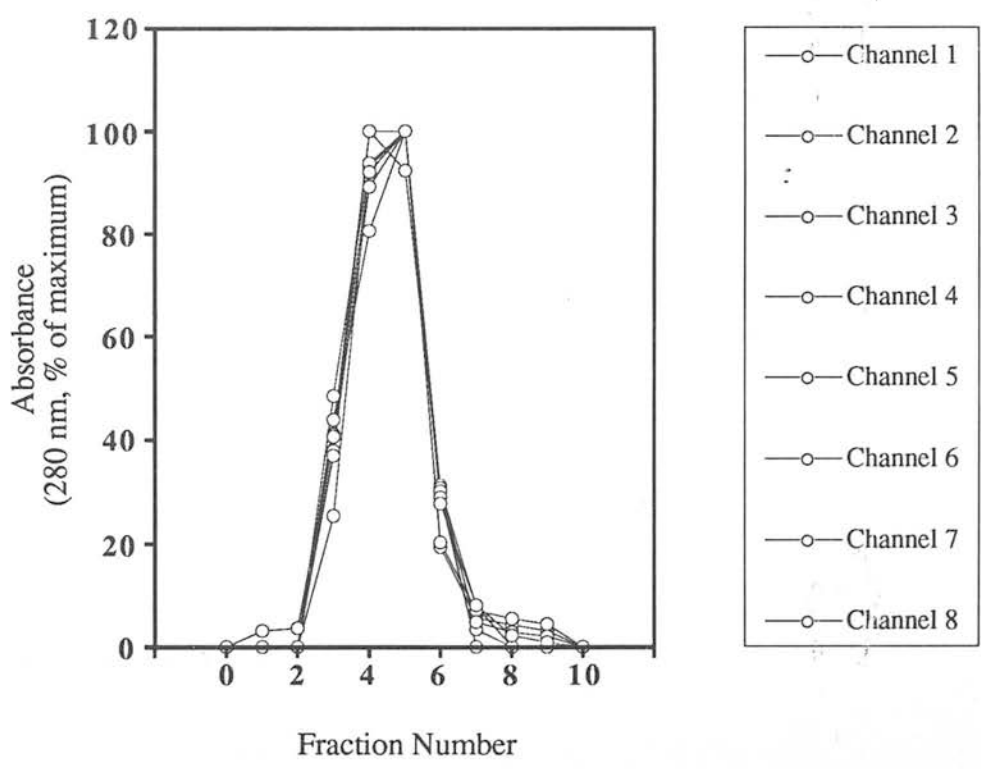 120
100
80
60
40
20
0
0 2 4 6 8 10
Absorbance
(280 nm, % of maximum)
Fraction Number
Channel 1
Channel 2
Channel 3
Channel 4
Channel 5
Channel 6
Channel 7
Channel 8